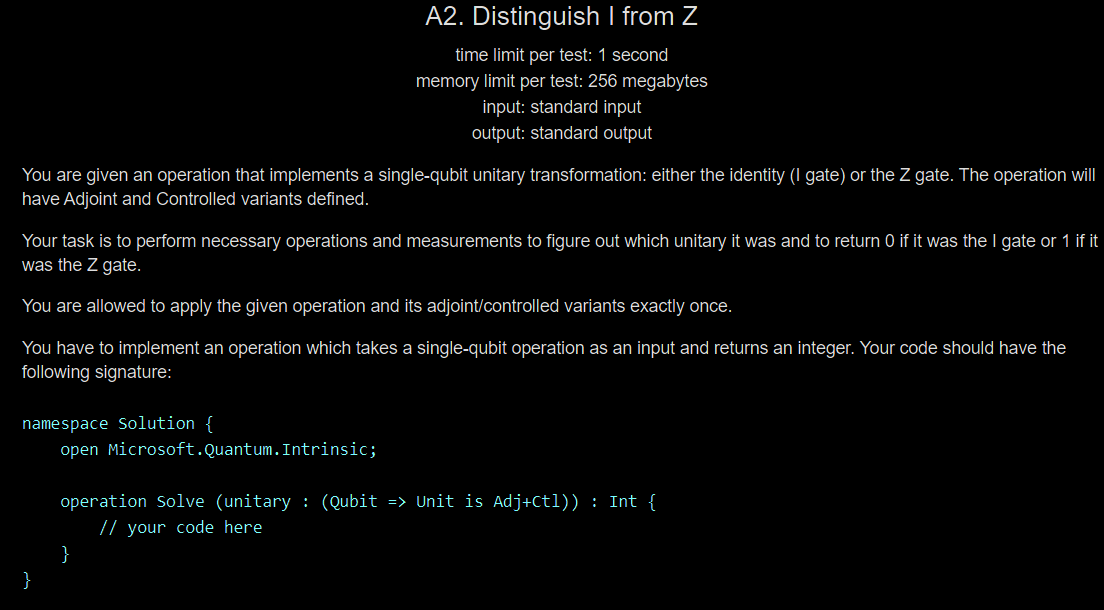 A2. Distinguish I from Z
time limit per test: 1 second
memory limit per test: 256 megabytes
input: standard input
output: standard output
You are given an operation that implements a single-qubit unitary transformation: either the identity (I gate) or the Z gate. The operation will
have Adjoint and Controlled variants defined.
Your task is to perform necessary operations and measurements to figure out which unitary it was and to return 0 if it was the I gate or 1 if it
was the Z gate.
You are allowed to apply the given operation and its adjoint/controlled variants exactly once.
You have to implement an operation which takes a single-qubit operation as an input and returns an integer. Your code should have the
following signature:
namespace Solution {
    open Microsoft.Quantum.Intrinsic;
    operation Solve (unitary : (Qubit => Unit is Adj+Ctl)) : Int {
        // your code here
    }
}